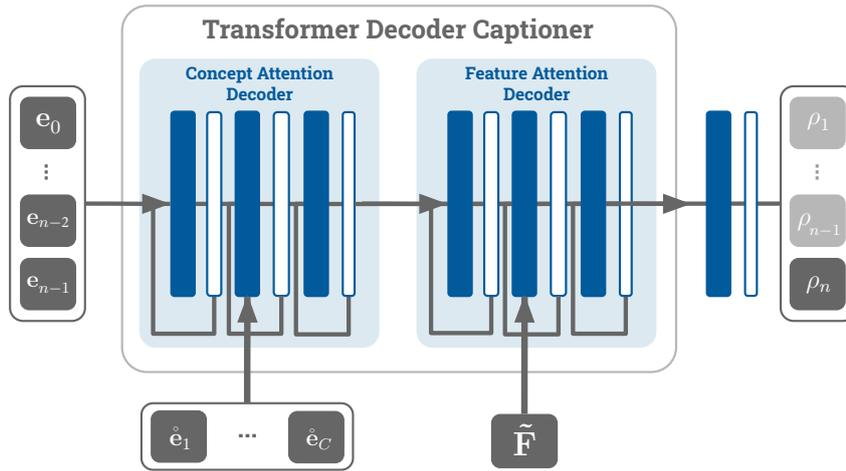 Transformer Decoder Captioner
Concept Attention
Decoder
Feature Attention
Decoder
e₀
⋮
eₙ₋₂
eₙ₋₁
ρ₁
⋮
ρₙ₋₁
ρₙ
e̊₁ ... e̊_C
F̃